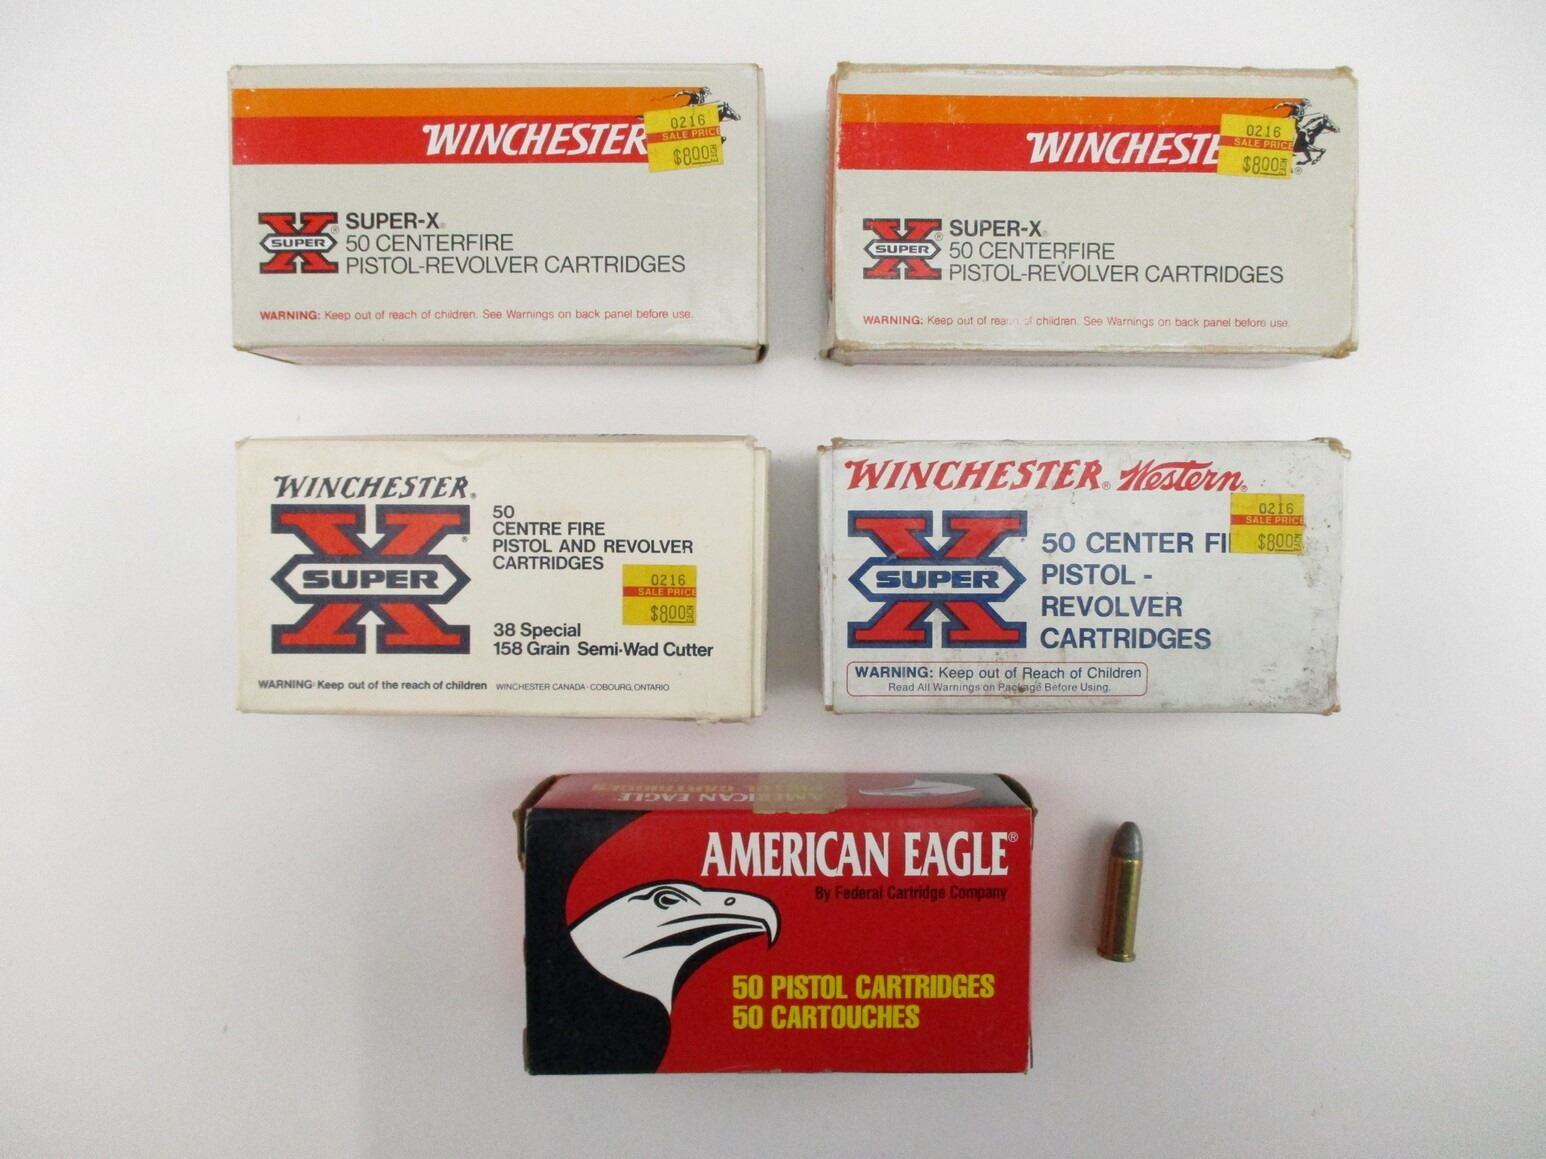 WINCHESTER
0216
SALE PRICE
$8.00 EACH
SUPER
SUPER-X®
50 CENTERFIRE
PISTOL-REVOLVER CARTRIDGES
WARNING: Keep out of reach of children. See Warnings on back panel before use.
WINCHESTE
0216
SALE PRICE
$8.00 EACH
SUPER
SUPER-X®
50 CENTERFIRE
PISTOL-REVOLVER CARTRIDGES
WARNING: Keep out of of children. See Warnings on back panel before use.
WINCHESTER®
SUPER
50
CENTRE FIRE
PISTOL AND REVOLVER
CARTRIDGES
0216
SALE PRICE
$8.00 EACH
38 Special
158 Grain Semi-Wad Cutter
WARNING: Keep out of the reach of children WINCHESTER CANADA - COBOURG, ONTARIO
WINCHESTER® Western®
0216
SALE PRICE
$8.00 EACH
SUPER
50 CENTER FI
PISTOL -
REVOLVER
CARTRIDGES
WARNING: Keep out of Reach of Children
Read All Warnings on Package Before Using.
PISTOL CARTRIDGES
AMERICAN EAGLE
AMERICAN EAGLE®
By Federal Cartridge Company
50 PISTOL CARTRIDGES
50 CARTOUCHES